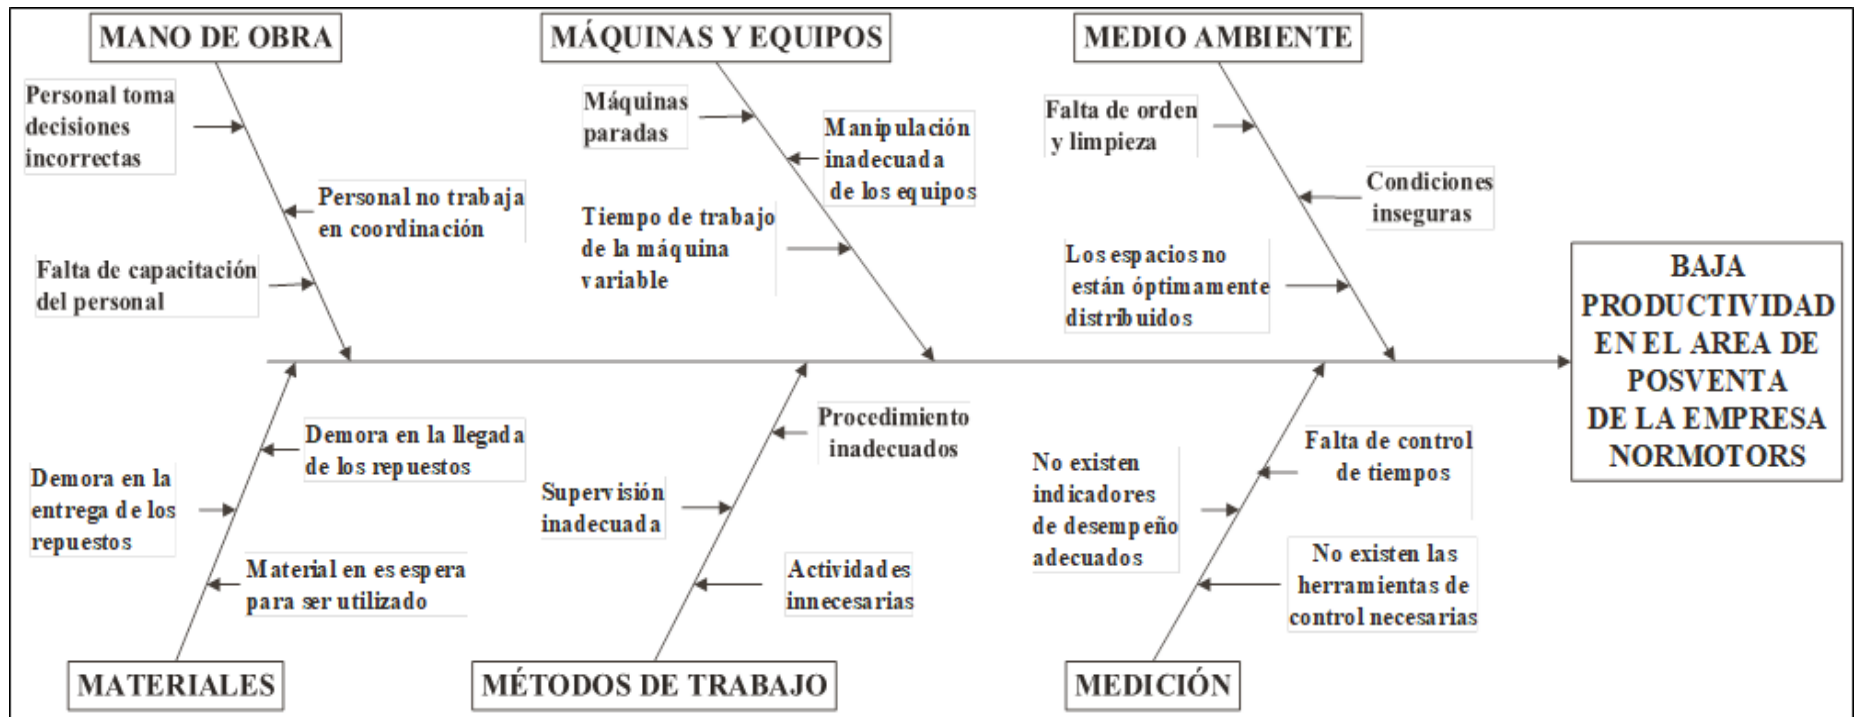 MANO DE OBRA
MÁQUINAS Y EQUIPOS
MEDIO AMBIENTE
Personal toma
decisiones
incorrectas
Personal no trabaja
en coordinación
Falta de capacitación
del personal
Máquinas
paradas
Manipulación
inadecuada
de los equipos
Tiempo de trabajo
de la máquina
variable
Falta de orden
y limpieza
Condiciones
inseguras
Los espacios no
están óptimamente
distribuidos
BAJA
PRODUCTIVIDAD
EN EL AREA DE
POSVENTA
DE LA EMPRESA
NORMOTORS
Demora en la llegada
de los repuestos
Demora en la
entrega de los
repuestos
Material en es espera
para ser utilizado
Procedimiento
inadecuados
Supervisión
inadecuada
Actividades
innecesarias
Falta de control
de tiempos
No existen
indicadores
de desempeño
adecuados
No existen las
herramientas de
control necesarias
MATERIALES
MÉTODOS DE TRABAJO
MEDICIÓN